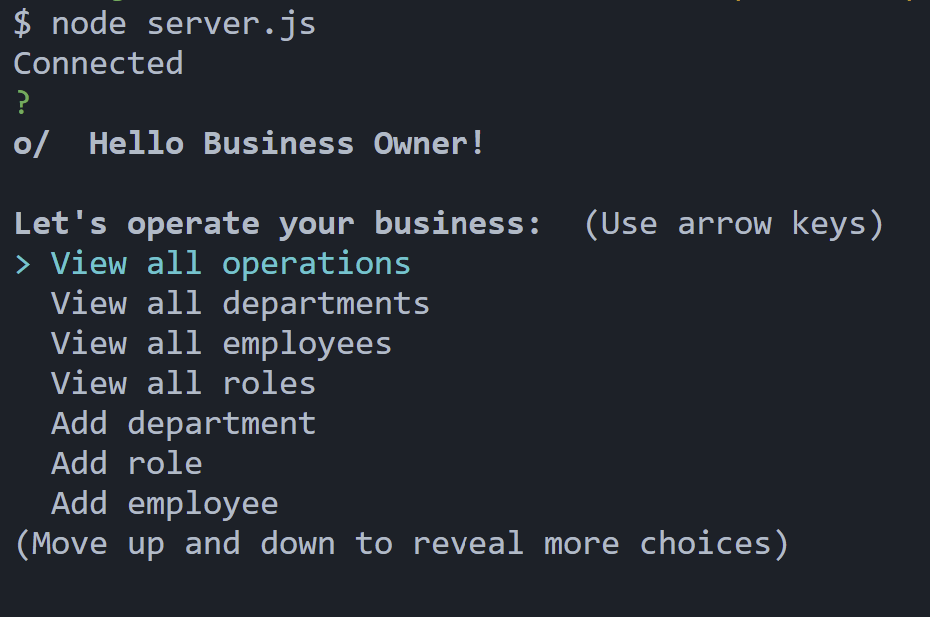 $ node server.js
Connected
?
o/  Hello Business Owner!
Let's operate your business:  (Use arrow keys)
> View all operations
  View all departments
  View all employees
  View all roles
  Add department
  Add role
  Add employee
(Move up and down to reveal more choices)